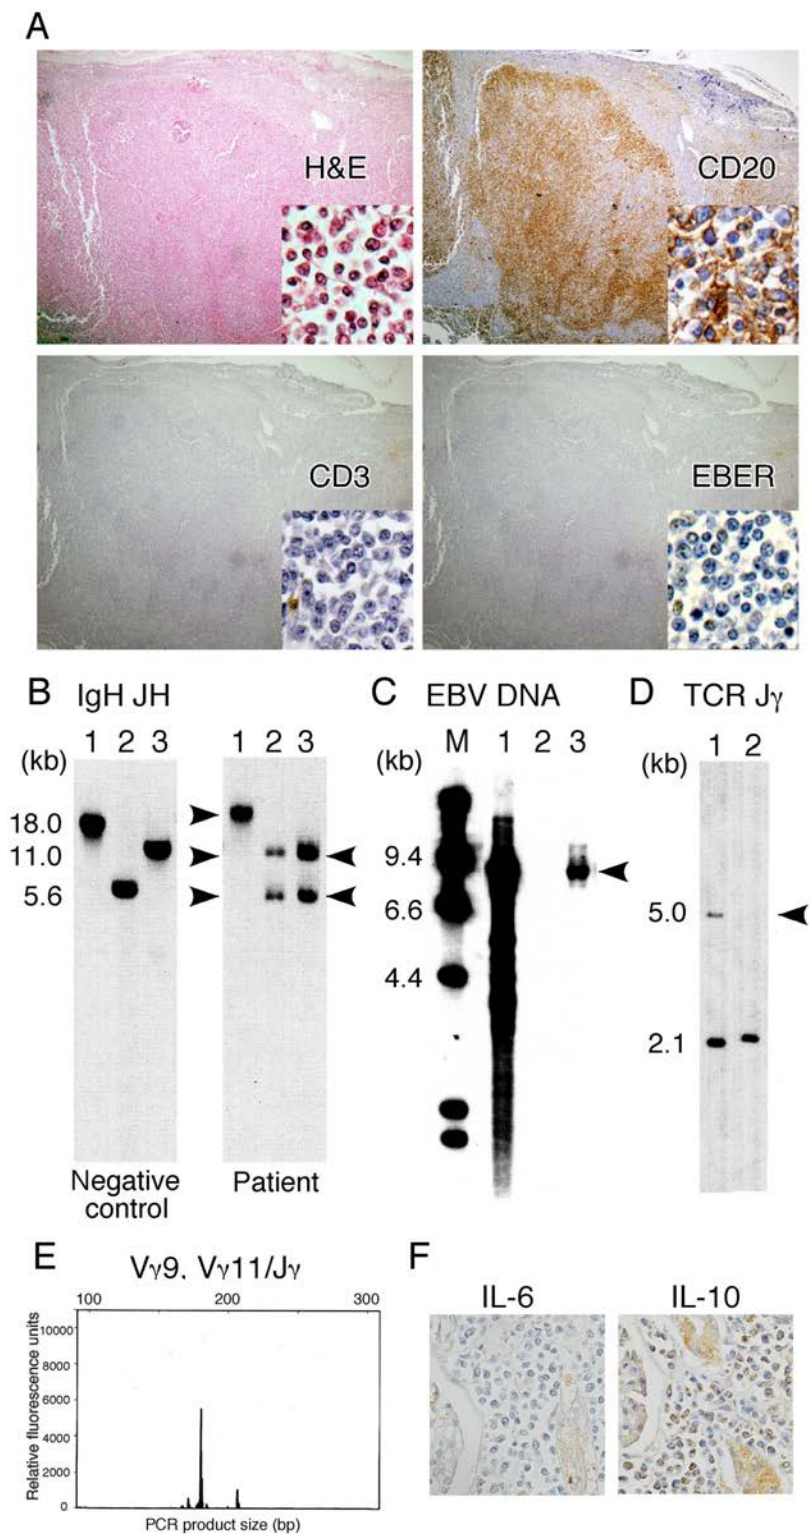 A
H&E
CD20
CD3
EBER
B IgH JH
C EBV DNA
D TCR Jγ
1 2 3
1 2 3
M 1 2 3
1 2
(kb)
18.0
11.0
5.6
(kb)
9.4
6.6
4.4
(kb)
5.0
2.1
Negative
control
Patient
E
Vγ9, Vγ11/Jγ
100 200 300
Relative fluorescence units
10000
8000
6000
4000
2000
0
PCR product size (bp)
F
IL-6
IL-10